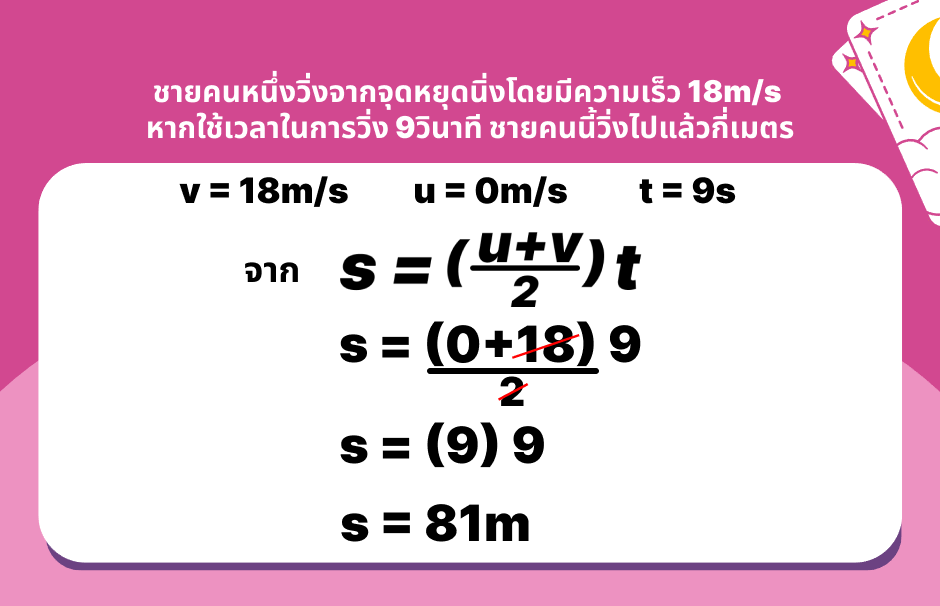 ชายคนหนึ่งวิ่งจากจุดหยุดนิ่งโดยมีความเร็ว 18m/s
หากใช้เวลาในการวิ่ง 9วินาที ชายคนนี้วิ่งไปแล้วกี่เมตร
v = 18m/s u = 0m/s t = 9s
จาก s = (u+v/2)t
s = (0+18)/2 9
s = (9) 9
s = 81m